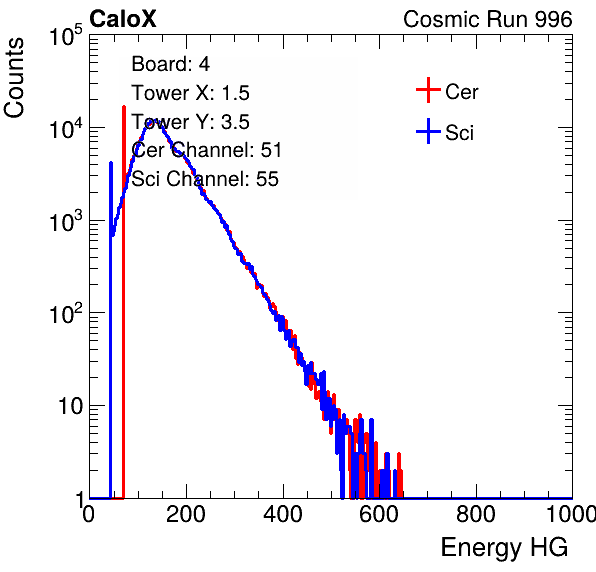 CaloX Cosmic Run 996
Counts
Board: 4
Tower X: 1.5
Tower Y: 3.5
Cer Channel: 51
Sci Channel: 55
Cer
Sci
10^5
10^4
10^3
10^2
10
1
0 200 400 600 800 1000
Energy HG